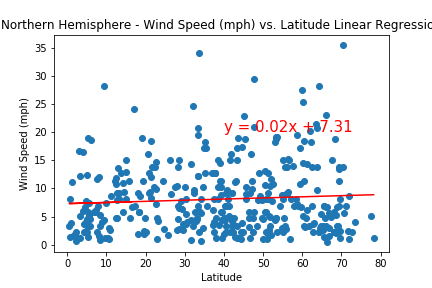 Northern Hemisphere - Wind Speed (mph) vs. Latitude Linear Regressio
35
30
25
20
15
10
5
0
Wind Speed (mph)
y = 0.02x + 7.31
0 10 20 30 40 50 60 70 80
Latitude